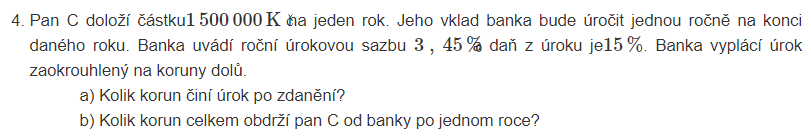 4. Pan C doloží částku1 500 000 K čna jeden rok. Jeho vklad banka bude úročit jednou ročně na konci
daného roku. Banka uvádí roční úrokovou sazbu 3 , 45 % a daň z úroku je15 %. Banka vyplácí úrok
zaokrouhlený na koruny dolů.
a) Kolik korun činí úrok po zdanění?
b) Kolik korun celkem obdrží pan C od banky po jednom roce?